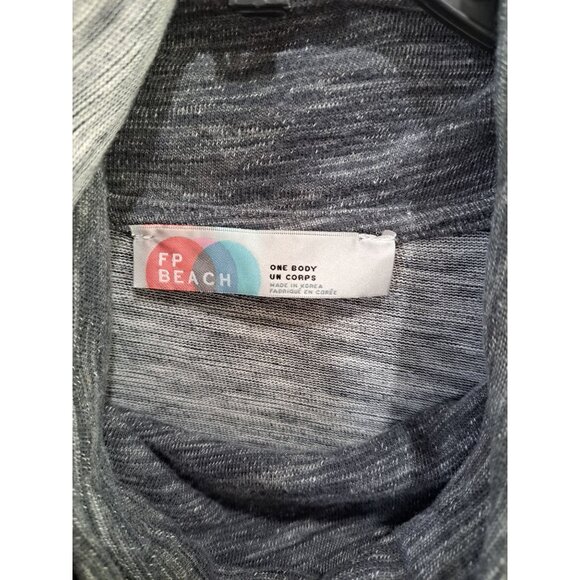 FP
BEACH
ONE BODY
UN CORPS
MADE IN KOREA
FABRIQUÉ EN CORÉE